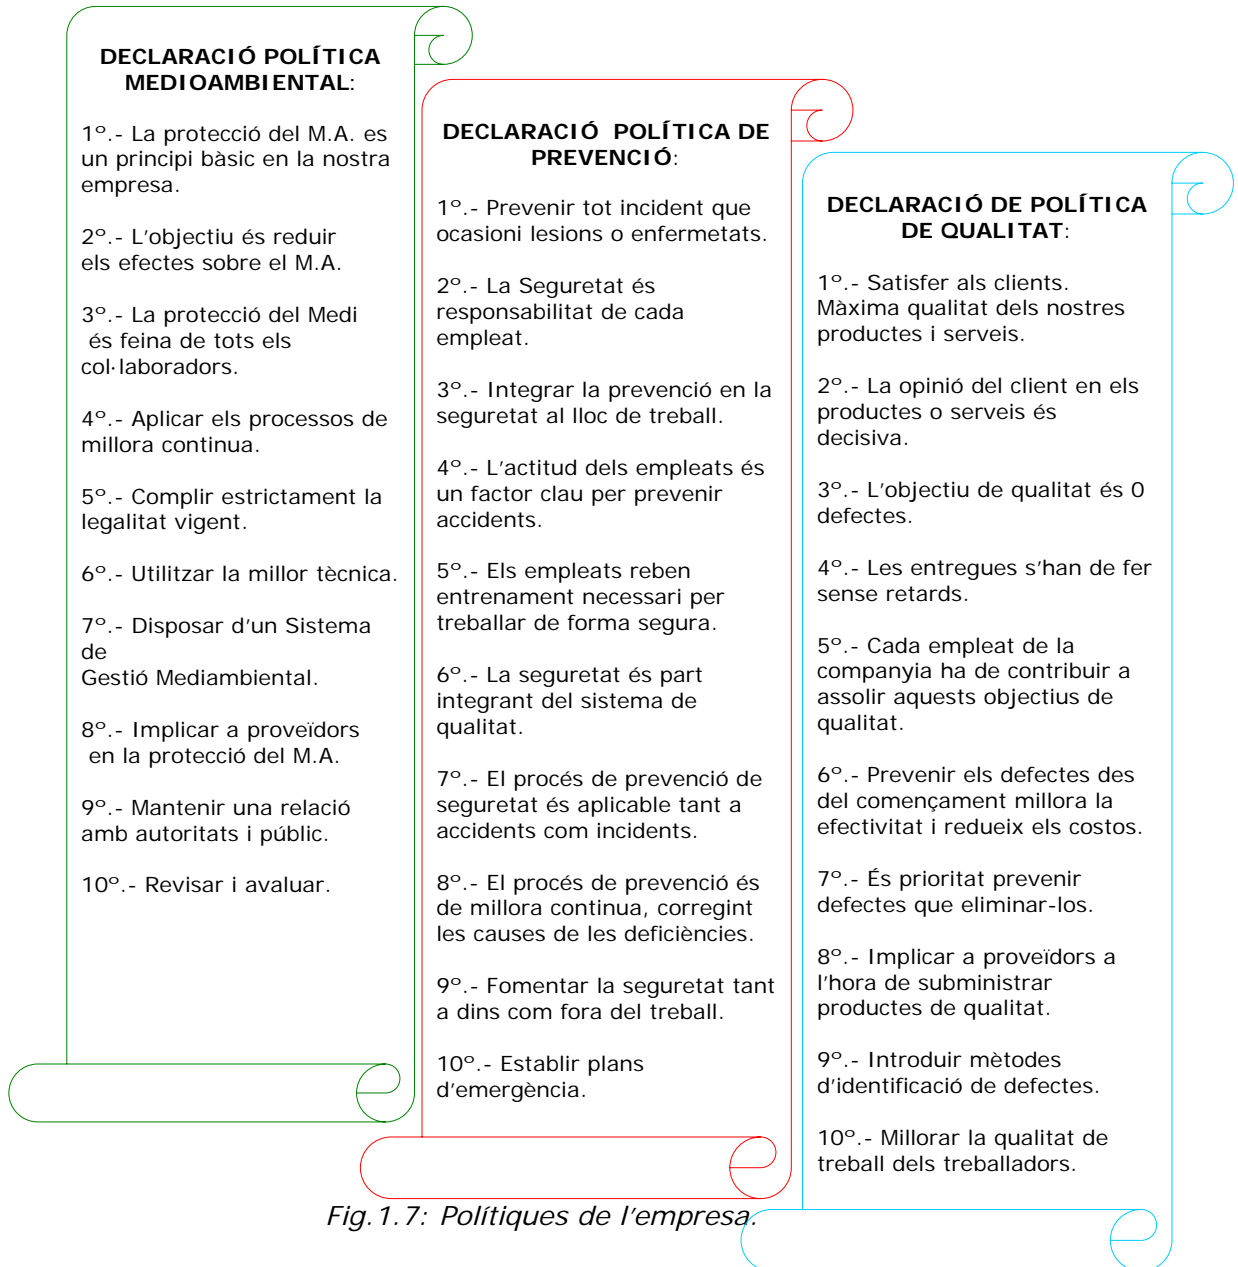 DECLARACIÓ POLÍTICA
MEDIOAMBIENTAL:
1º.- La protecció del M.A. es
un principi bàsic en la nostra
empresa.
2º.- L'objectiu és reduir
els efectes sobre el M.A.
3º.- La protecció del Medi
és feina de tots els
col·laboradors.
4º.- Aplicar els processos de
millora continua.
5º.- Complir estrictament la
legalitat vigent.
6º.- Utilitzar la millor tècnica.
7º.- Disposar d'un Sistema
de
Gestió Mediambiental.
8º.- Implicar a proveïdors
en la protecció del M.A.
9º.- Mantenir una relació
amb autoritats i públic.
10º.- Revisar i avaluar.
DECLARACIÓ POLÍTICA DE
PREVENCIÓ:
1º.- Prevenir tot incident que
ocasioni lesions o enfermetats.
2º.- La Seguretat és
responsabilitat de cada
empleat.
3º.- Integrar la prevenció en la
seguretat al lloc de treball.
4º.- L'actitud dels empleats és
un factor clau per prevenir
accidents.
5º.- Els empleats reben
entrenament necessari per
treballar de forma segura.
6º.- La seguretat és part
integrant del sistema de
qualitat.
7º.- El procés de prevenció de
seguretat és aplicable tant a
accidents com incidents.
8º.- El procés de prevenció és
de millora continua, corregint
les causes de les deficiències.
9º.- Fomentar la seguretat tant
a dins com fora del treball.
10º.- Establir plans
d'emergència.
DECLARACIÓ DE POLÍTICA
DE QUALITAT:
1º.- Satisfer als clients.
Màxima qualitat dels nostres
productes i serveis.
2º.- La opinió del client en els
productes o serveis és
decisiva.
3º.- L'objectiu de qualitat és 0
defectes.
4º.- Les entregues s'han de fer
sense retards.
5º.- Cada empleat de la
companyia ha de contribuir a
assolir aquests objectius de
qualitat.
6º.- Prevenir els defectes des
del començament millora la
efectivitat i redueix els costos.
7º.- És prioritat prevenir
defectes que eliminar-los.
8º.- Implicar a proveïdors a
l'hora de subministrar
productes de qualitat.
9º.- Introduir mètodes
d'identificació de defectes.
10º.- Millorar la qualitat de
treball dels treballadors.
Fig.1.7: Polítiques de l'empresa.